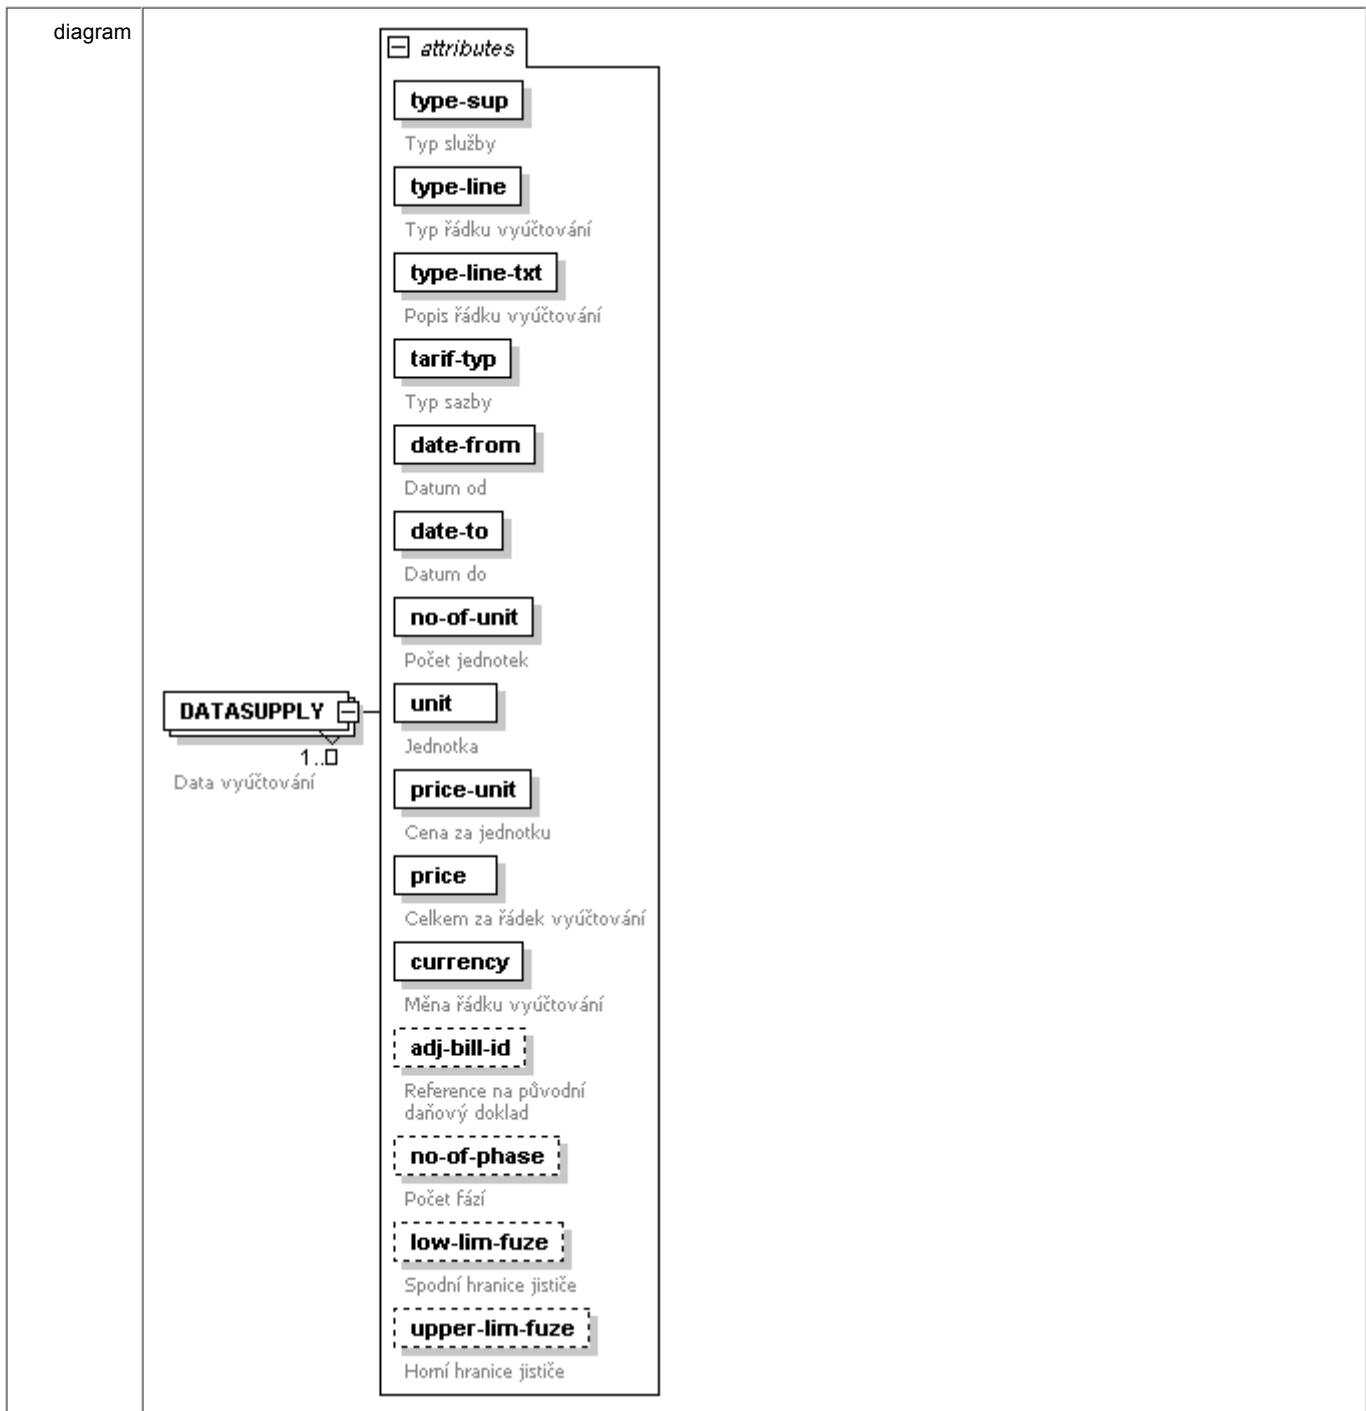 diagram
attributes
type-sup
Typ služby
type-line
Typ řádku vyúčtování
type-line-txt
Popis řádku vyúčtování
tarif-typ
Typ sazby
date-from
Datum od
date-to
Datum do
no-of-unit
Počet jednotek
unit
Jednotka
DATASUPPLY
1..□
Data vyúčtování
price-unit
Cena za jednotku
price
Celkem za řádek vyúčtování
currency
Měna řádku vyúčtování
adj-bill-id
Reference na původní
daňový doklad
no-of-phase
Počet fází
low-lim-fuze
Spodní hranice jističe
upper-lim-fuze
Horní hranice jističe